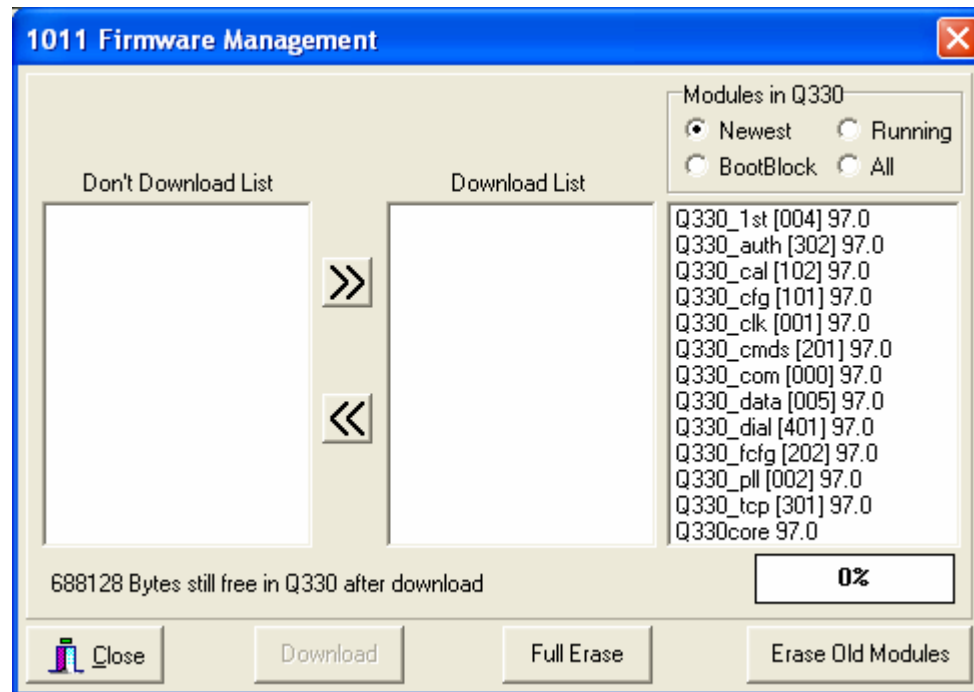 1011 Firmware Management
Modules in Q330
Newest Running
BootBlock All
Don't Download List Download List
Q330_1st [004] 97.0
Q330_auth [302] 97.0
Q330_cal [102] 97.0
Q330_cfg [101] 97.0
Q330_clk [001] 97.0
Q330_cmds [201] 97.0
Q330_com [000] 97.0
Q330_data [005] 97.0
Q330_dial [401] 97.0
Q330_fcfg [202] 97.0
Q330_pll [002] 97.0
Q330_tcp [301] 97.0
Q330core 97.0
688128 Bytes still free in Q330 after download 0%
Close Download Full Erase Erase Old Modules